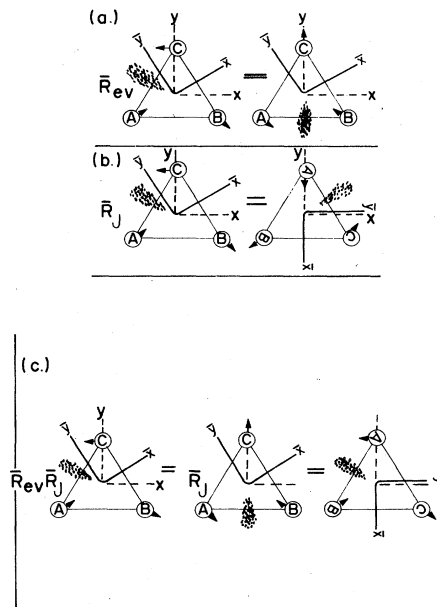 (a.)
y y
ȳ C C
x̄ x̄
R̄ev = x x
A B A B
(b.)
y y
ȳ C A
x̄ ȳ
R̄J = x x
A B B C
x̄
(c.)
y
ȳ C ȳ C A
x̄ x̄
R̄evR̄J = x R̄J =
A B A B B C
x̄